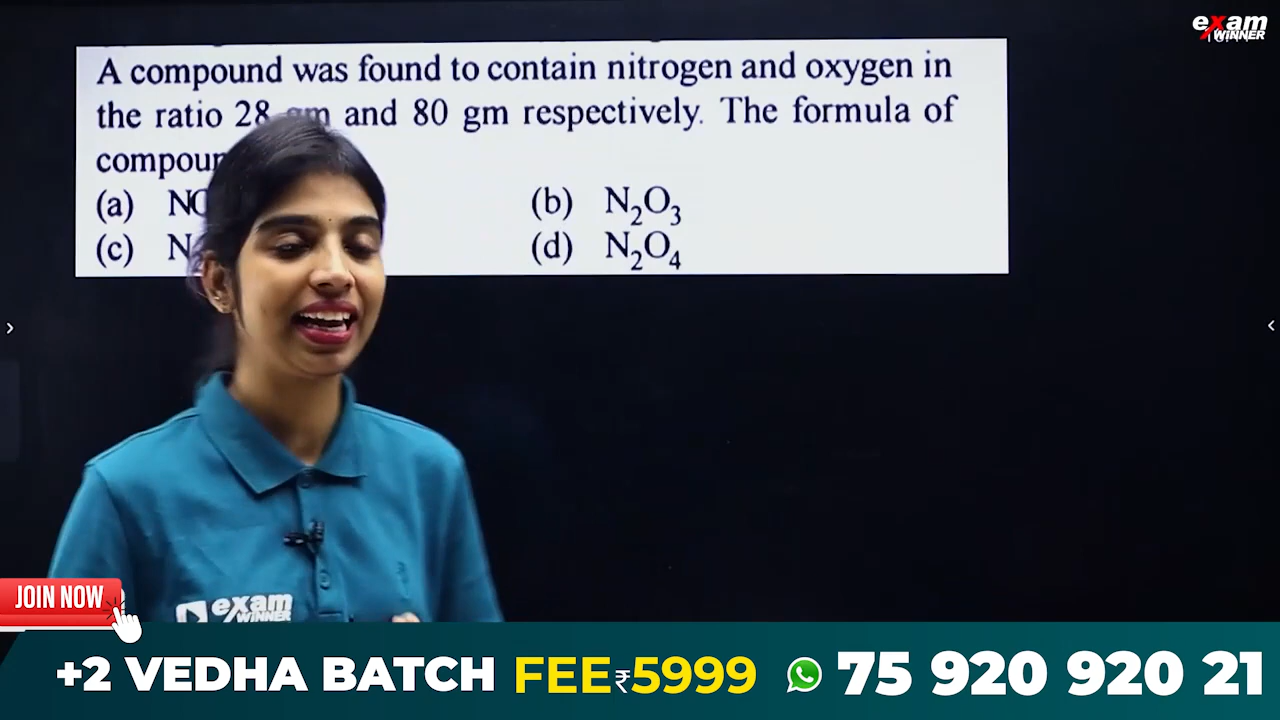 exam
WINNER
A compound was found to contain nitrogen and oxygen in
the ratio 28 gm and 80 gm respectively. The formula of
(a)
(b) N₂O₃
(c)
(d) N₂O₄
exam
WINNER
JOIN NOW
+2 VEDHA BATCH FEE ₹5999 75 920 920 21